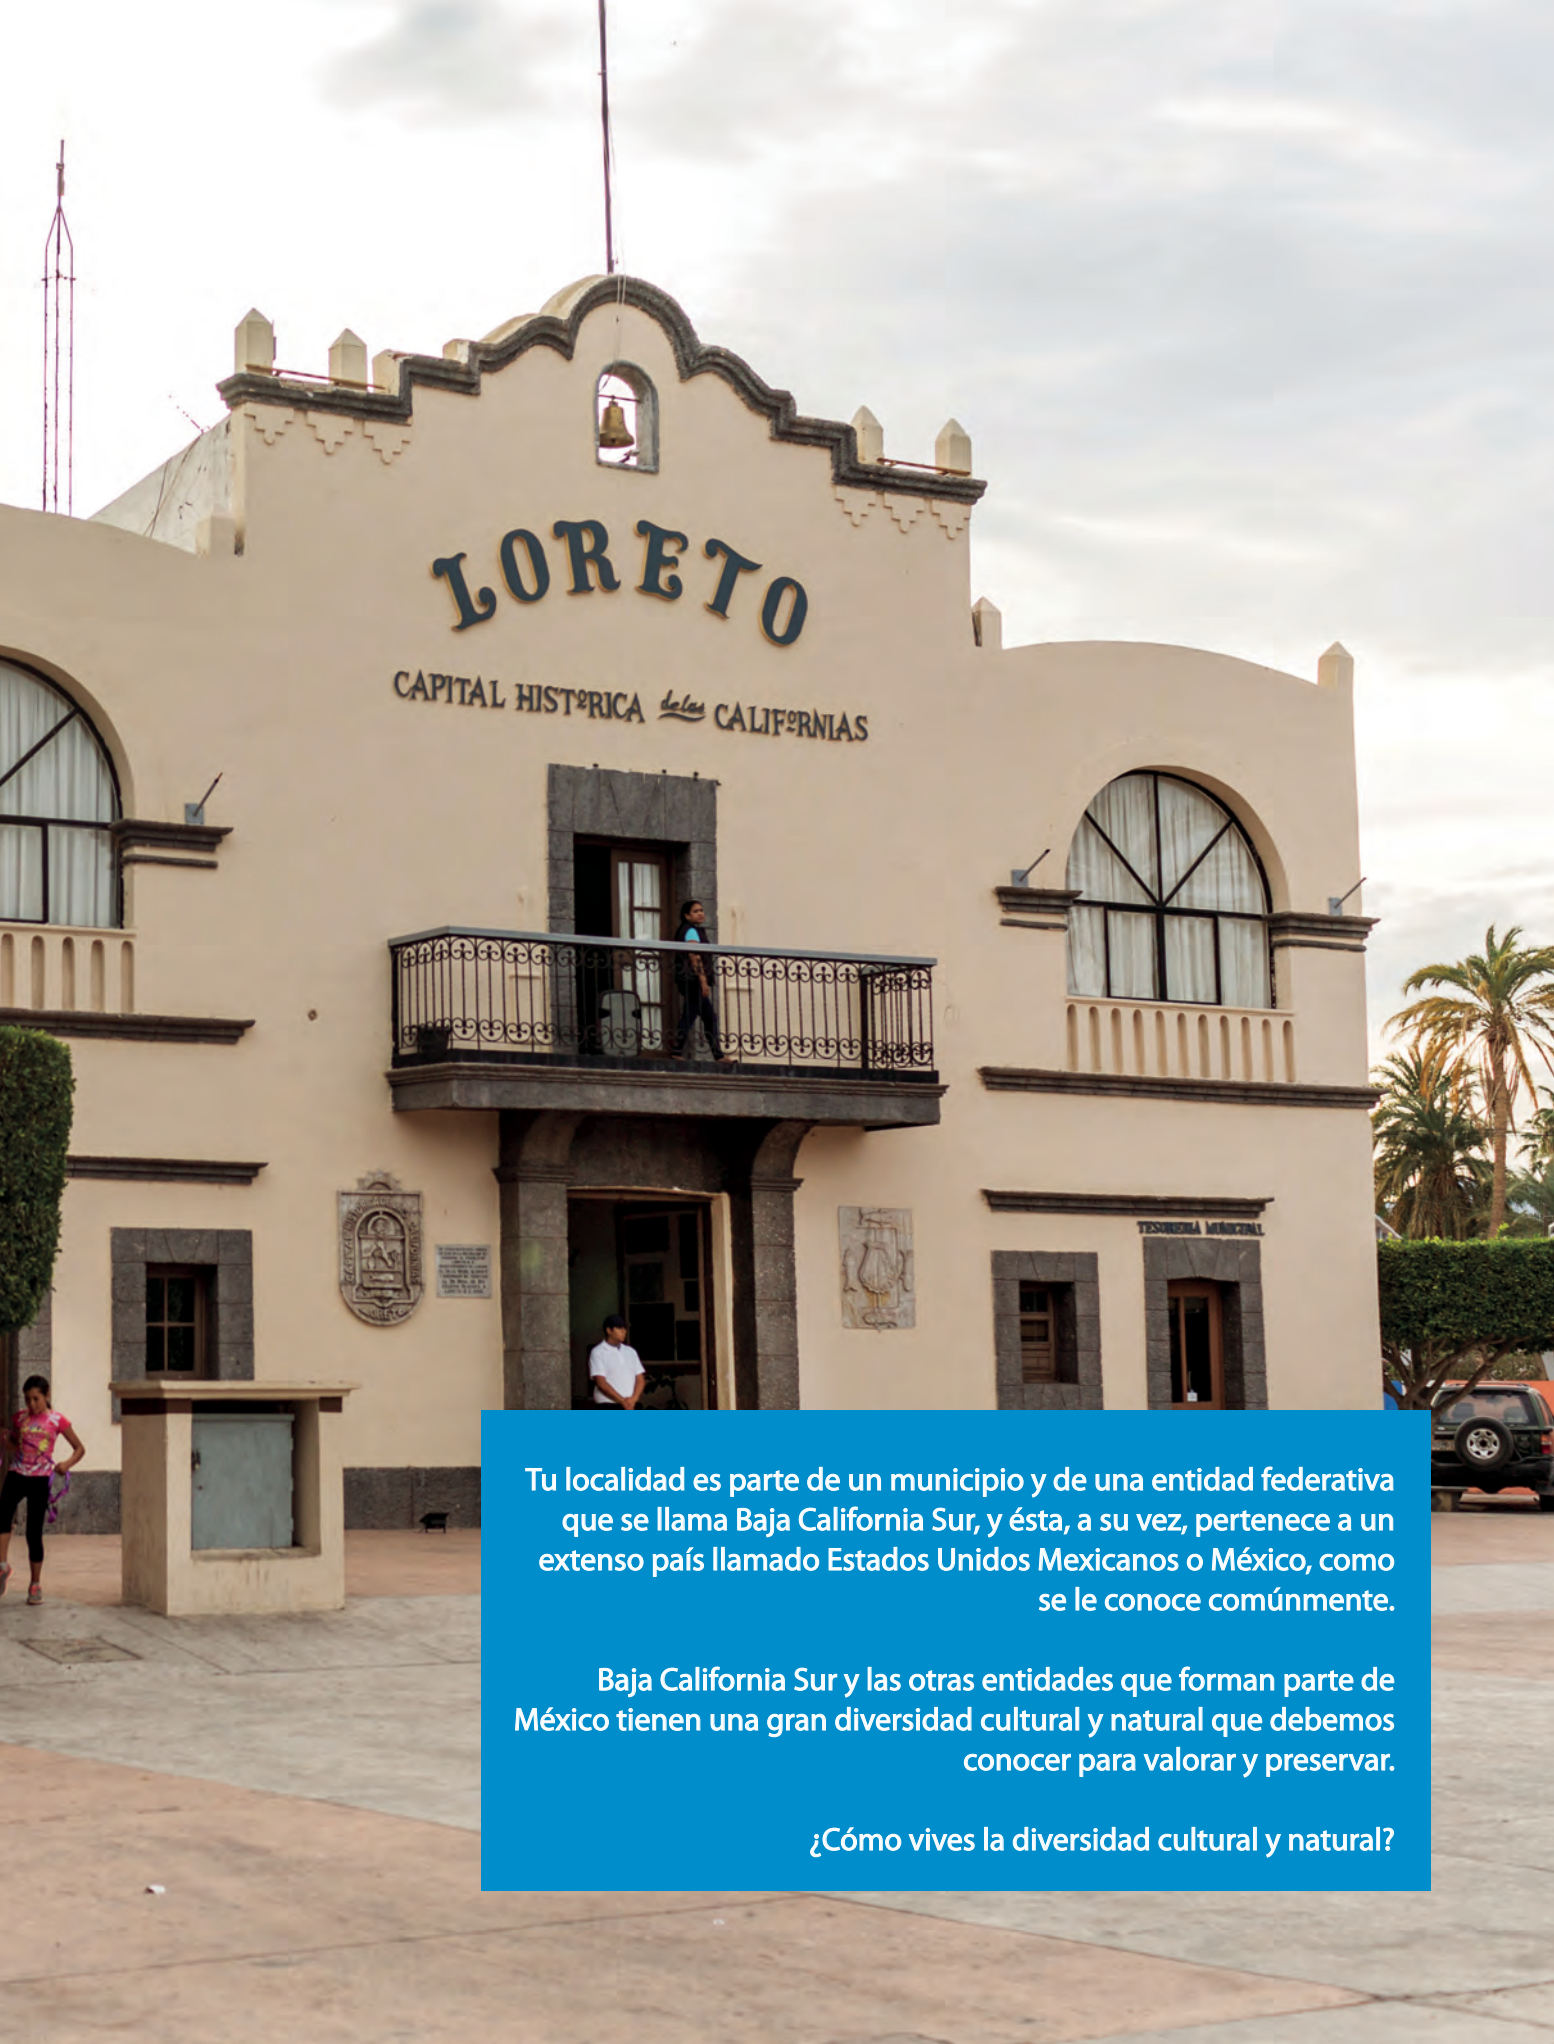 LORETO
CAPITAL HISTORICA de las CALIFORNIAS
TESORERIA MUNICIPAL
LORETO
Tu localidad es parte de un municipio y de una entidad federativa
que se llama Baja California Sur, y ésta, a su vez, pertenece a un
extenso país llamado Estados Unidos Mexicanos o México, como
se le conoce comúnmente.
Baja California Sur y las otras entidades que forman parte de
México tienen una gran diversidad cultural y natural que debemos
conocer para valorar y preservar.
¿Cómo vives la diversidad cultural y natural?